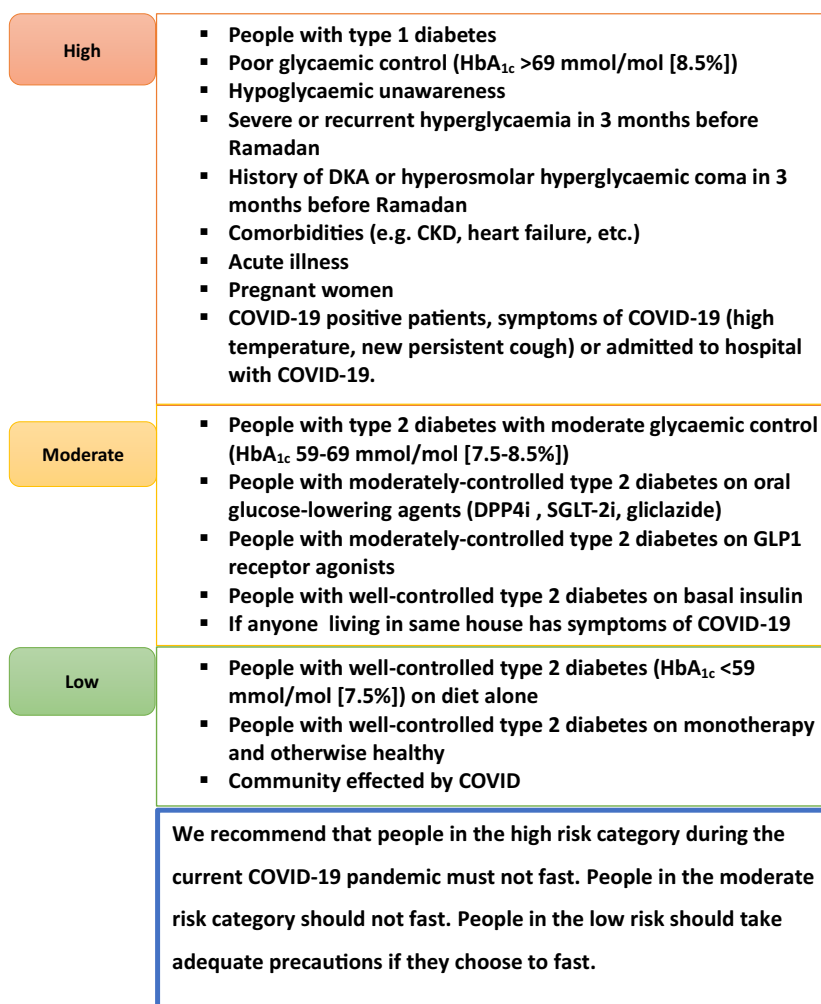 High
▪ People with type 1 diabetes
▪ Poor glycaemic control (HbA1c >69 mmol/mol [8.5%])
▪ Hypoglycaemic unawareness
▪ Severe or recurrent hyperglycaemia in 3 months before
Ramadan
▪ History of DKA or hyperosmolar hyperglycaemic coma in 3
months before Ramadan
▪ Comorbidities (e.g. CKD, heart failure, etc.)
▪ Acute illness
▪ Pregnant women
▪ COVID-19 positive patients, symptoms of COVID-19 (high
temperature, new persistent cough) or admitted to hospital
with COVID-19.
Moderate
▪ People with type 2 diabetes with moderate glycaemic control
(HbA1c 59-69 mmol/mol [7.5-8.5%])
▪ People with moderately-controlled type 2 diabetes on oral
glucose-lowering agents (DPP4i , SGLT-2i, gliclazide)
▪ People with moderately-controlled type 2 diabetes on GLP1
receptor agonists
▪ People with well-controlled type 2 diabetes on basal insulin
▪ If anyone living in same house has symptoms of COVID-19
Low
▪ People with well-controlled type 2 diabetes (HbA1c <59
mmol/mol [7.5%]) on diet alone
▪ People with well-controlled type 2 diabetes on monotherapy
and otherwise healthy
▪ Community effected by COVID
We recommend that people in the high risk category during the
current COVID-19 pandemic must not fast. People in the moderate
risk category should not fast. People in the low risk should take
adequate precautions if they choose to fast.